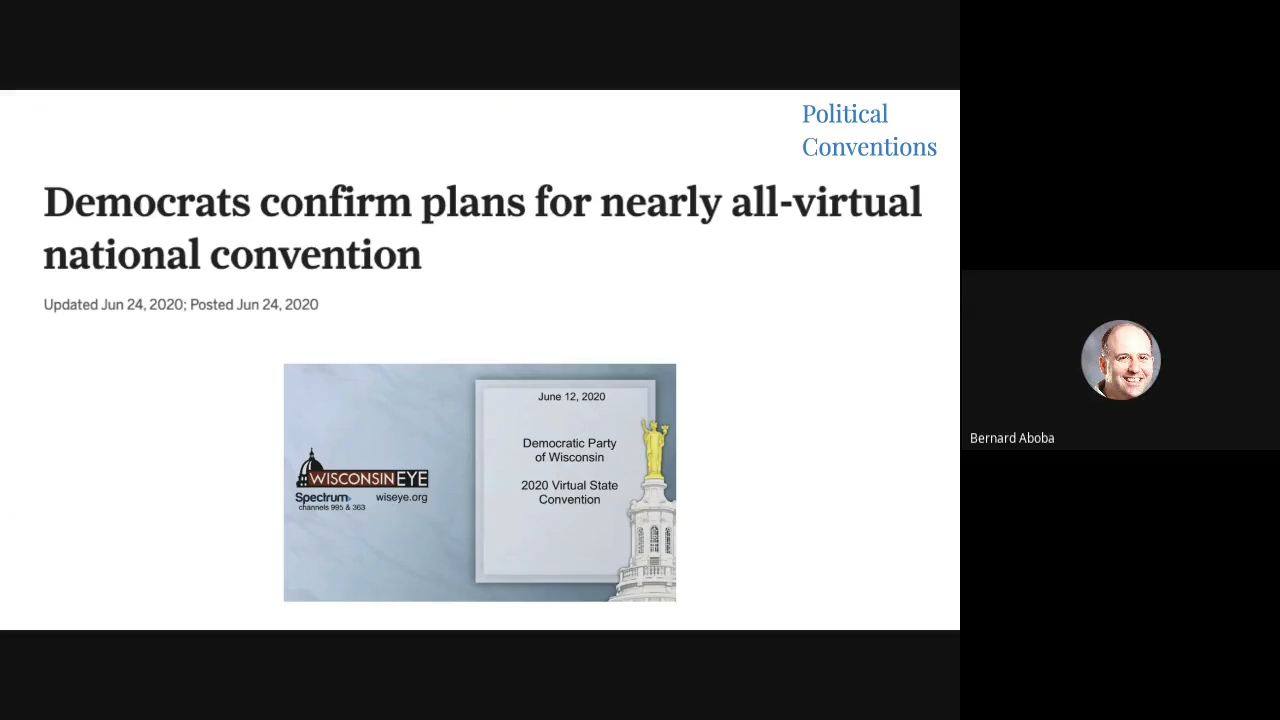 Political
Conventions
Democrats confirm plans for nearly all-virtual
national convention
Updated Jun 24, 2020; Posted Jun 24, 2020
June 12, 2020
Democratic Party
of Wisconsin
2020 Virtual State
Convention
WISCONSINEYE
Spectrum
wiseye.org
channels 995 & 363
Bernard Aboba